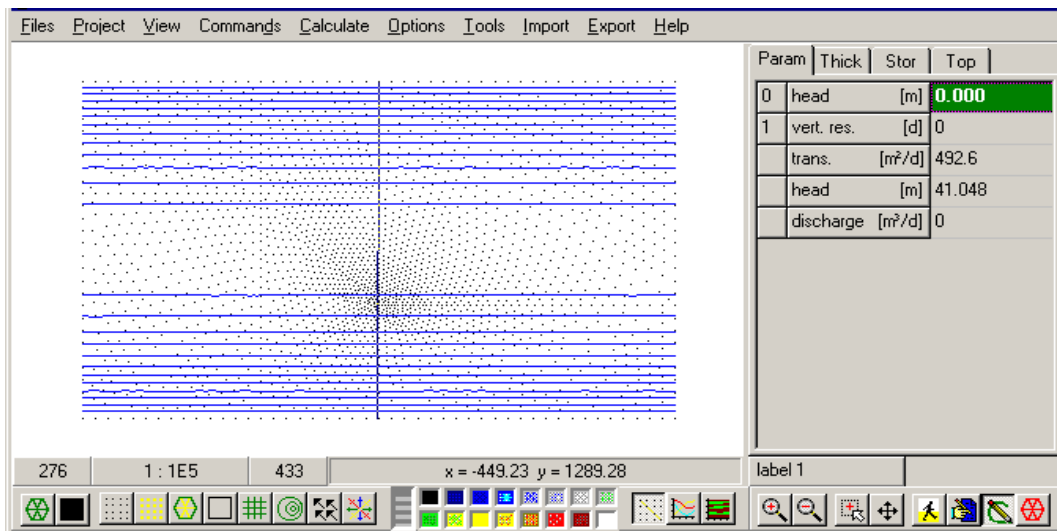 Files Project View Commands Calculate Options Tools Import Export Help
Param Thick Stor Top
0 head [m] 0.000
1 vert. res. [d] 0
trans. [m²/d] 492.6
head [m] 41.048
discharge [m³/d] 0
276 1 : 1E5 433 x = -449.23 y = 1289.28 label 1